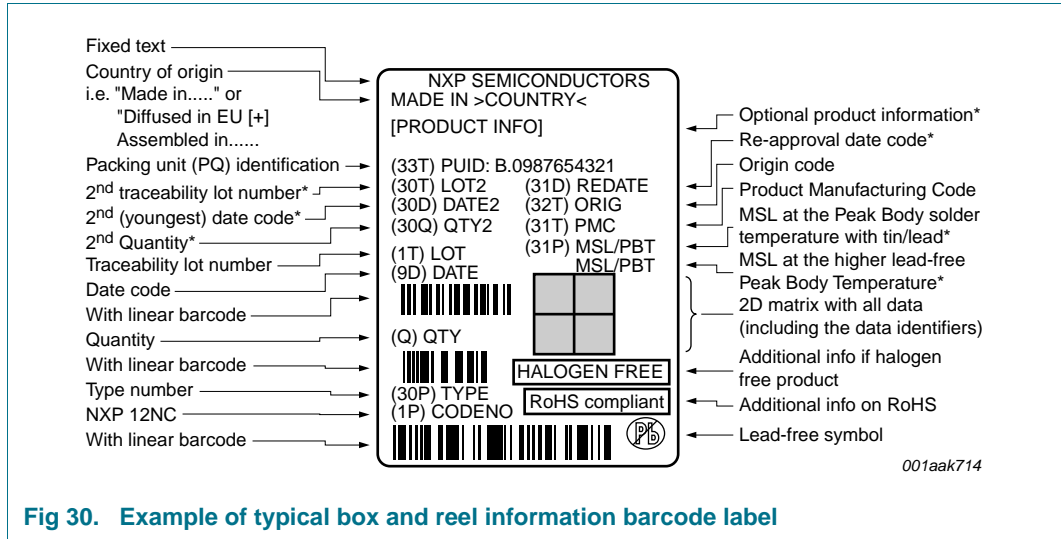 Fixed text
Country of origin
i.e. "Made in....." or
"Diffused in EU [+]
Assembled in......
Packing unit (PQ) identification
2nd traceability lot number*
2nd (youngest) date code*
2nd Quantity*
Traceability lot number
Date code
With linear barcode
Quantity
With linear barcode
Type number
NXP 12NC
With linear barcode
NXP SEMICONDUCTORS
MADE IN >COUNTRY<
[PRODUCT INFO]
(33T) PUID: B.0987654321
(30T) LOT2 (31D) REDATE
(30D) DATE2 (32T) ORIG
(30Q) QTY2 (31T) PMC
(31P) MSL/PBT
(1T) LOT MSL/PBT
(9D) DATE
(Q) QTY
HALOGEN FREE
(30P) TYPE
(1P) CODENO
RoHS compliant
Pb
Optional product information*
Re-approval date code*
Origin code
Product Manufacturing Code
MSL at the Peak Body solder
temperature with tin/lead*
MSL at the higher lead-free
Peak Body Temperature*
2D matrix with all data
(including the data identifiers)
Additional info if halogen
free product
Additional info on RoHS
Lead-free symbol
001aak714
Fig 30. Example of typical box and reel information barcode label